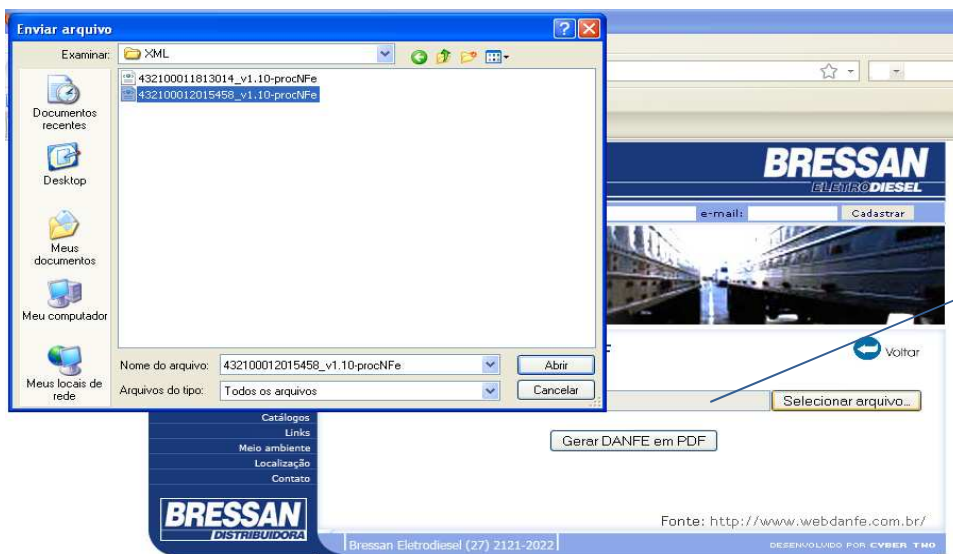 Enviar arquivo
Examinar:
XML
432100011813014_v1.10-procNFe
432100012015458_v1.10-procNFe
Documentos
recentes
Desktop
Meus
documentos
Meu computador
Meus locais de
rede
Nome do arquivo:
432100012015458_v1.10-procNFe
Abrir
Arquivos do tipo:
Todos os arquivos
Cancelar
BRESSAN
ELETRODIESEL
e-mail:
Cadastrar
Voltar
Selecionar arquivo...
Gerar DANFE em PDF
Catálogos
Links
Meio ambiente
Localização
Contato
BRESSAN
DISTRIBUIDORA
Fonte: http://www.webdanfe.com.br/
Bressan Eletrodiesel (27) 2121-2022
DESENVOLVIDO POR CYBER TWO